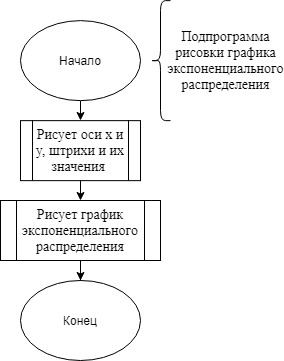 Начало
Подпрограмма
рисовки графика
экспоненциального
распределения
Рисует оси x и
y, штрихи и их
значения
Рисует график
экспоненциального
распределения
Конец